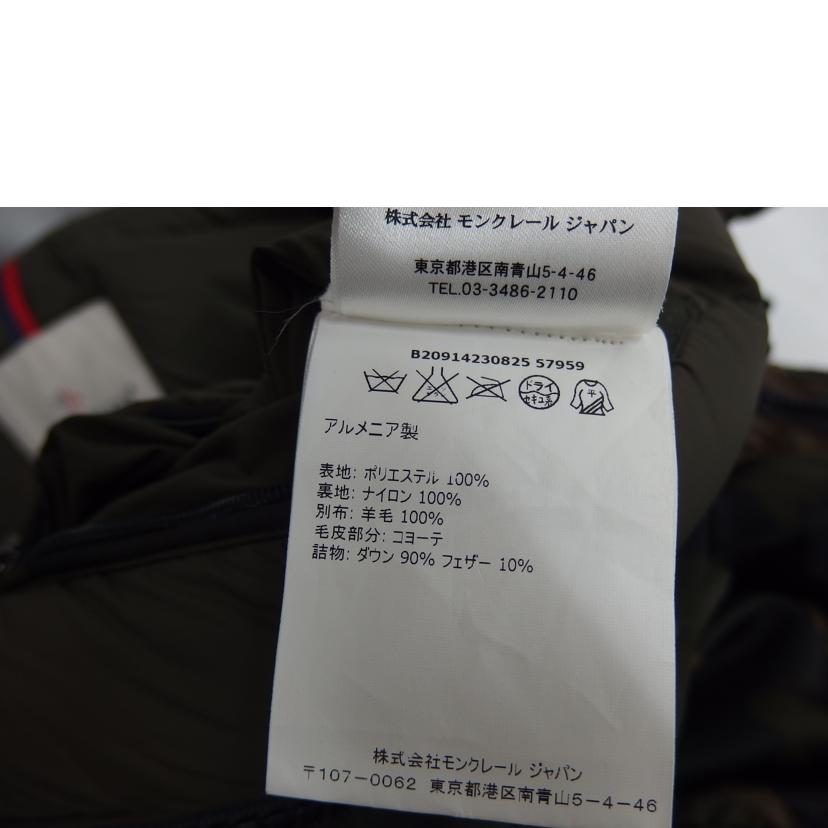 株式会社 モンクレール ジャパン
東京都港区南青山5-4-46
TEL.03-3486-2110
B20914230825 57959
ドライ
セキユ系
平
アルメニア製
表地: ポリエステル 100%
裏地: ナイロン 100%
別布: 羊毛 100%
毛皮部分: コヨーテ
詰物: ダウン 90% フェザー 10%
株式会社モンクレール ジャパン
〒107-0062 東京都港区南青山5-4-46